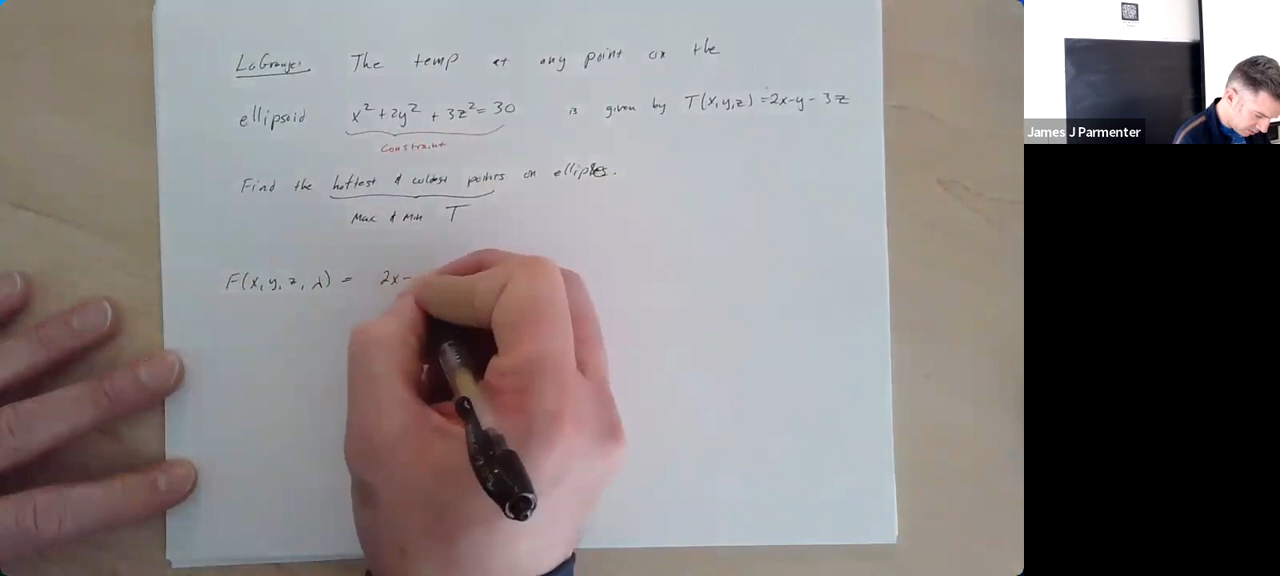 LaGrange: The temp at any point on the
ellipsoid x² + 2y² + 3z² = 30 is given by T(x,y,z) = 2x-y-3z
constraint
Find the hottest & coldest points on
Max & Min T
F(x, y, z, λ) = 2x-
James J Parmenter